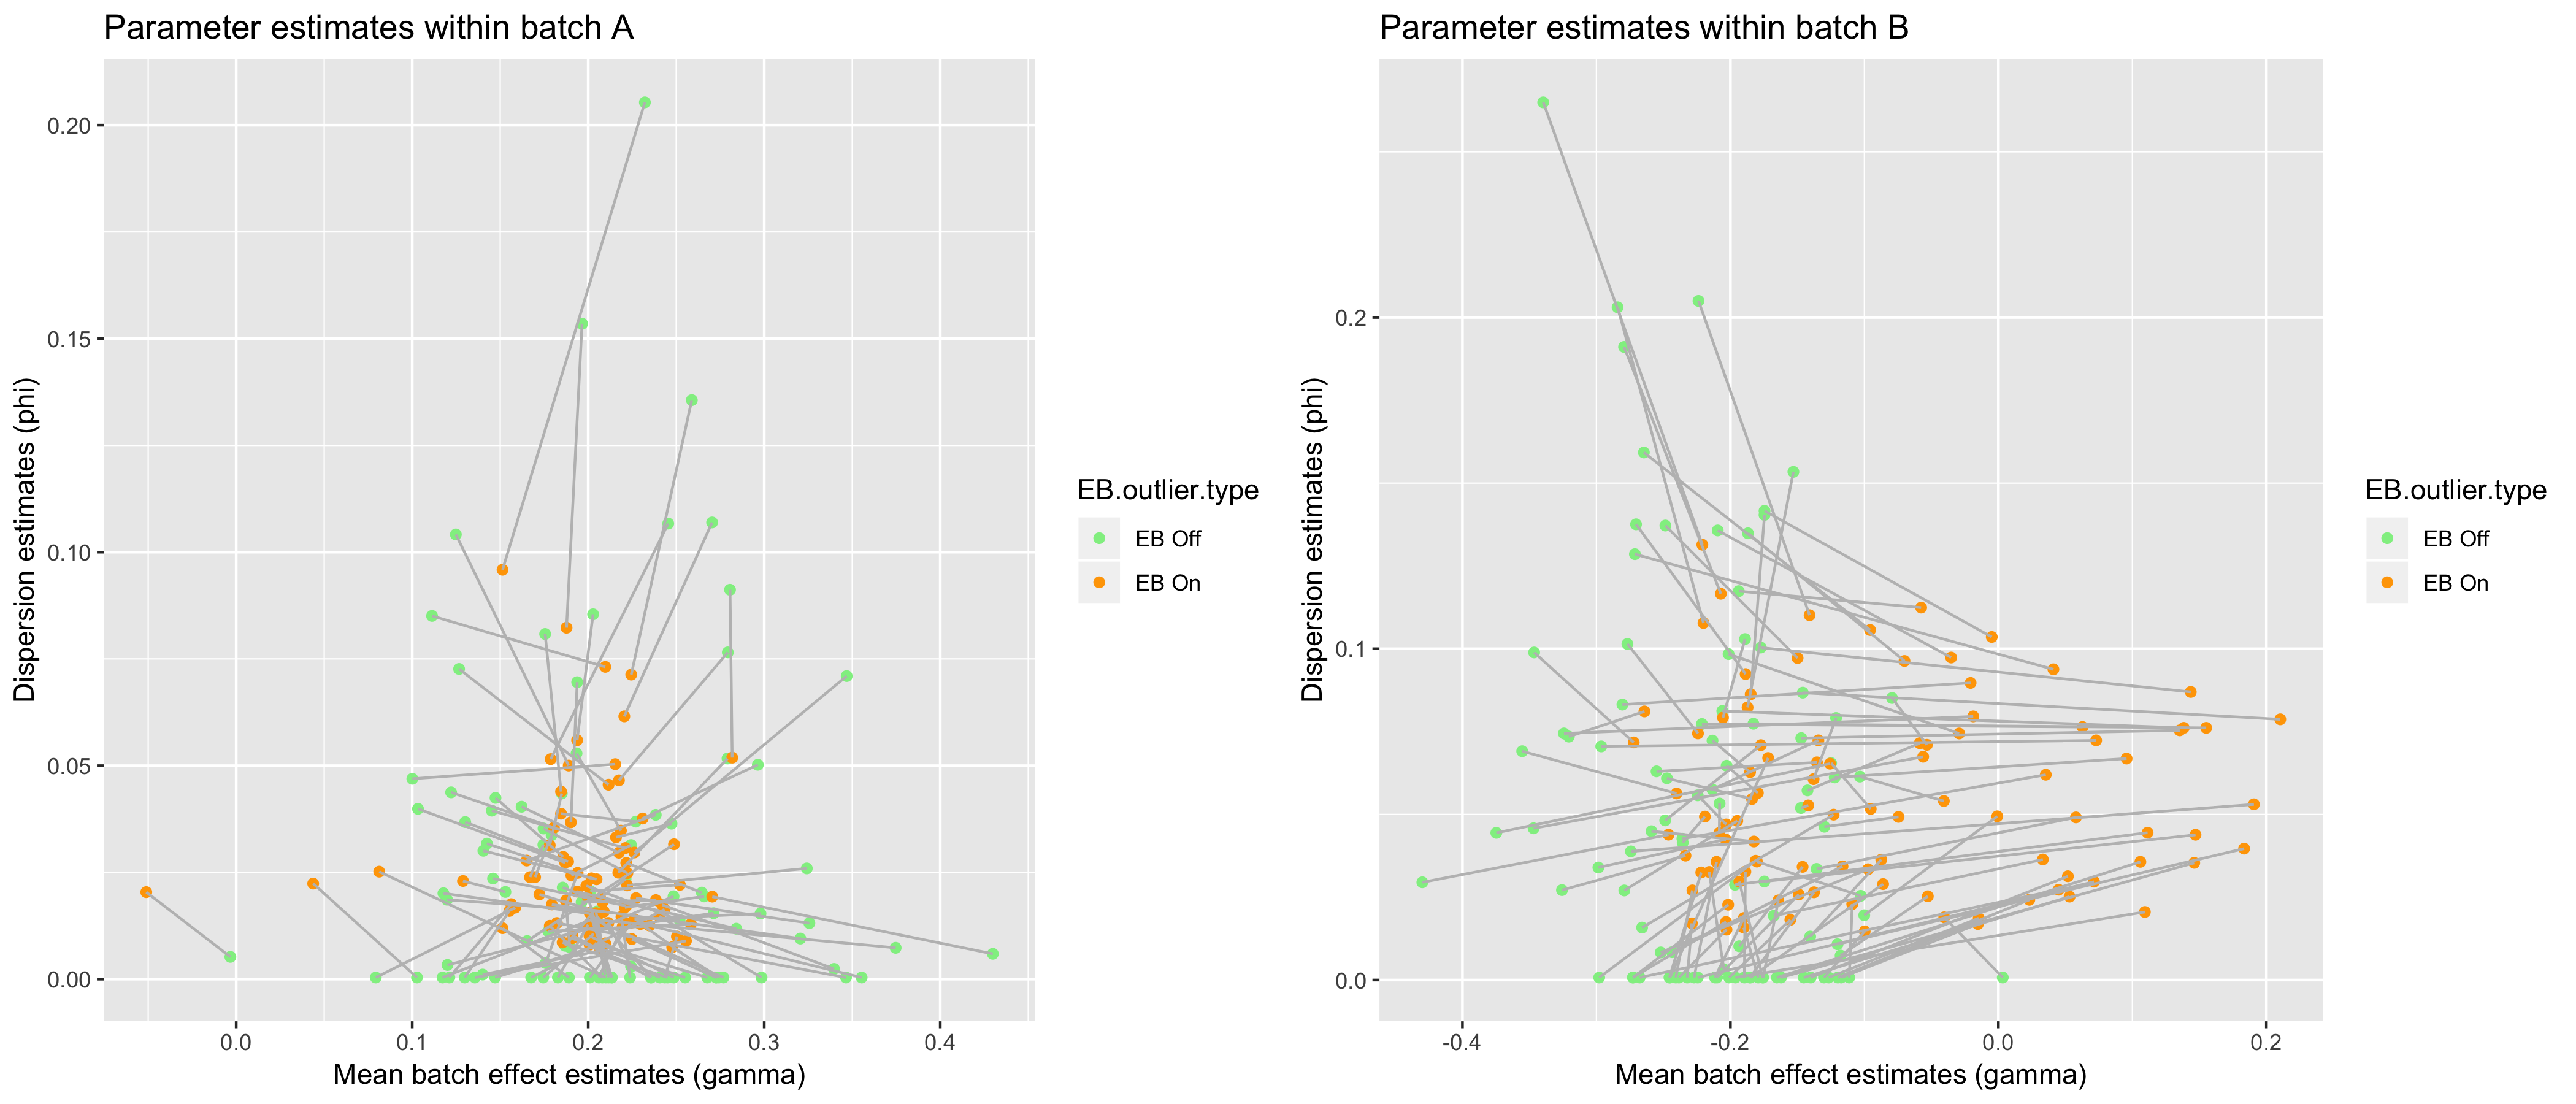 Parameter estimates within batch A
Dispersion estimates (phi)
0.20
0.15
0.10
0.05
0.00
0.0 0.1 0.2 0.3 0.4
Mean batch effect estimates (gamma)
EB.outlier.type
EB Off
EB On
Parameter estimates within batch B
Dispersion estimates (phi)
0.2
0.1
0.0
-0.4 -0.2 0.0 0.2
Mean batch effect estimates (gamma)
EB.outlier.type
EB Off
EB On